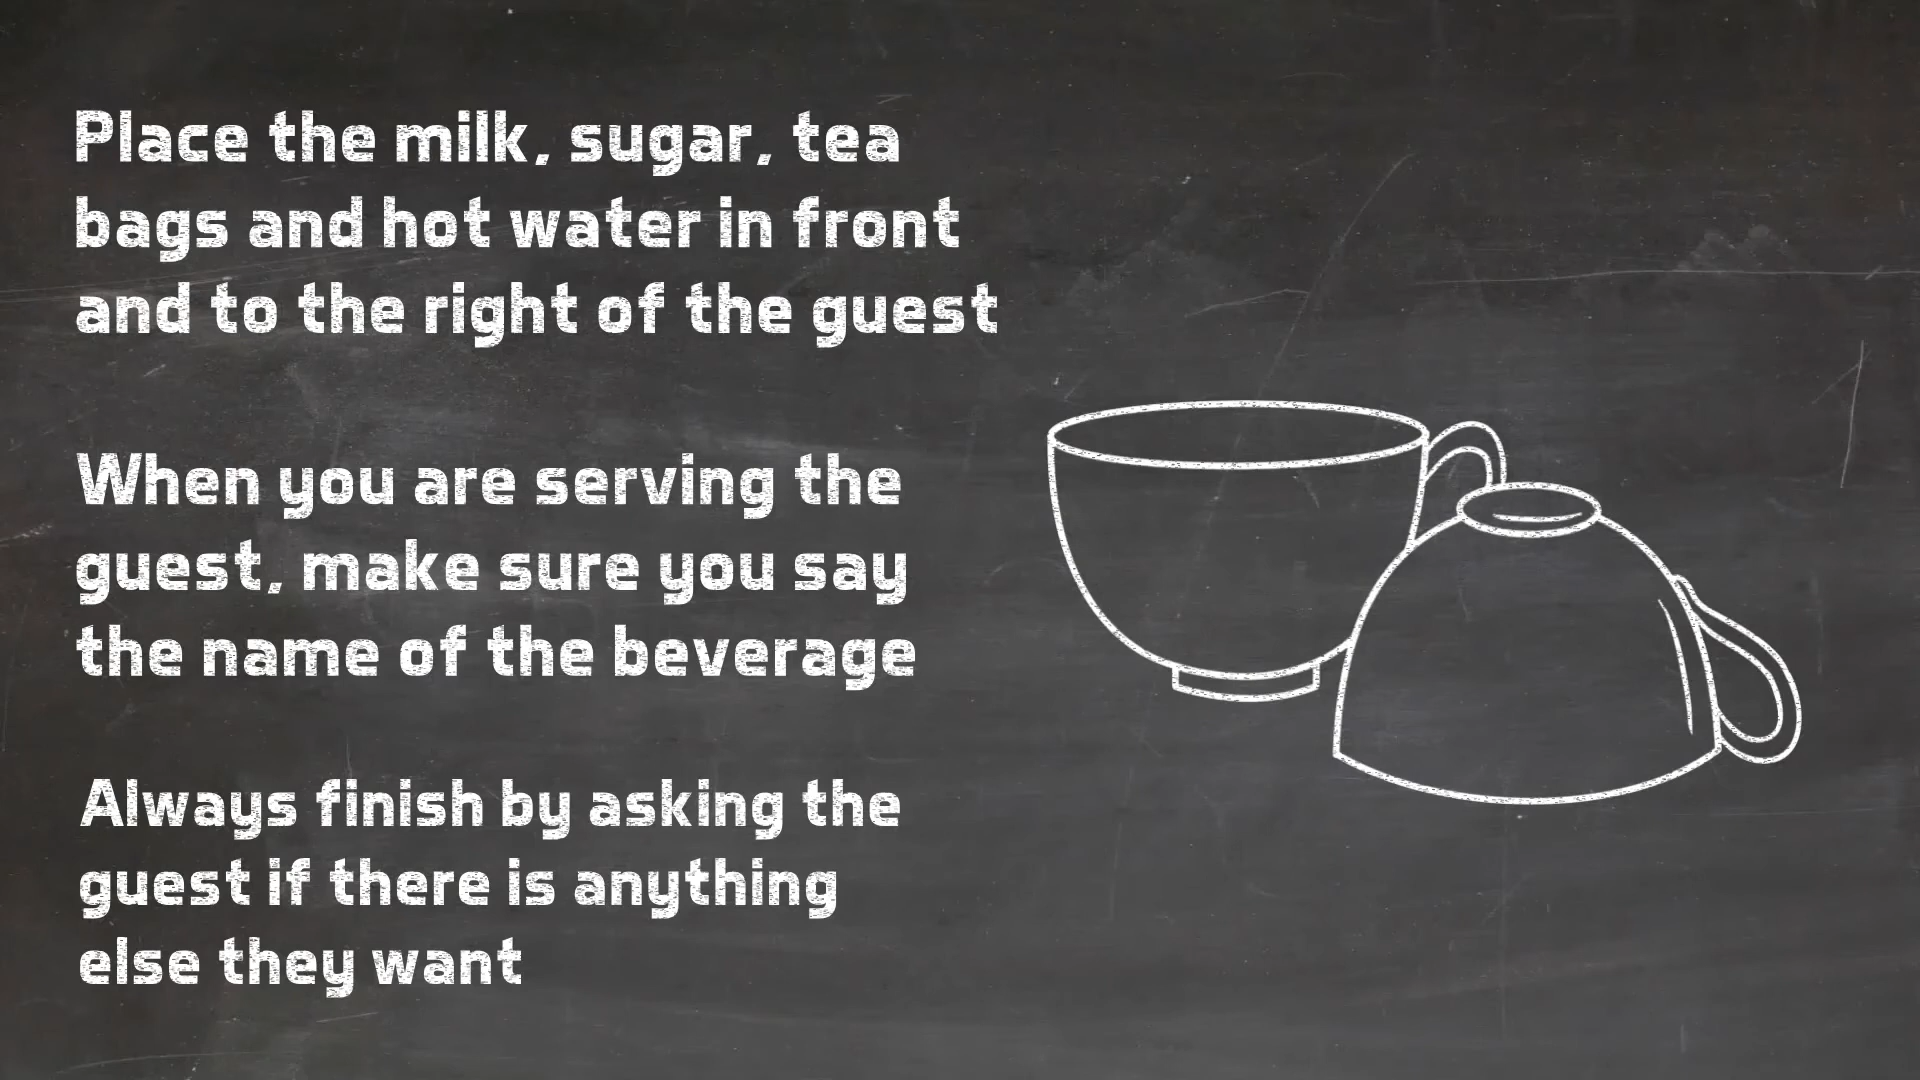 Place the milk, sugar, tea
bags and hot water in front
and to the right of the guest
When you are serving the
guest, make sure you say
the name of the beverage
Always finish by asking the
guest if there is anything
else they want